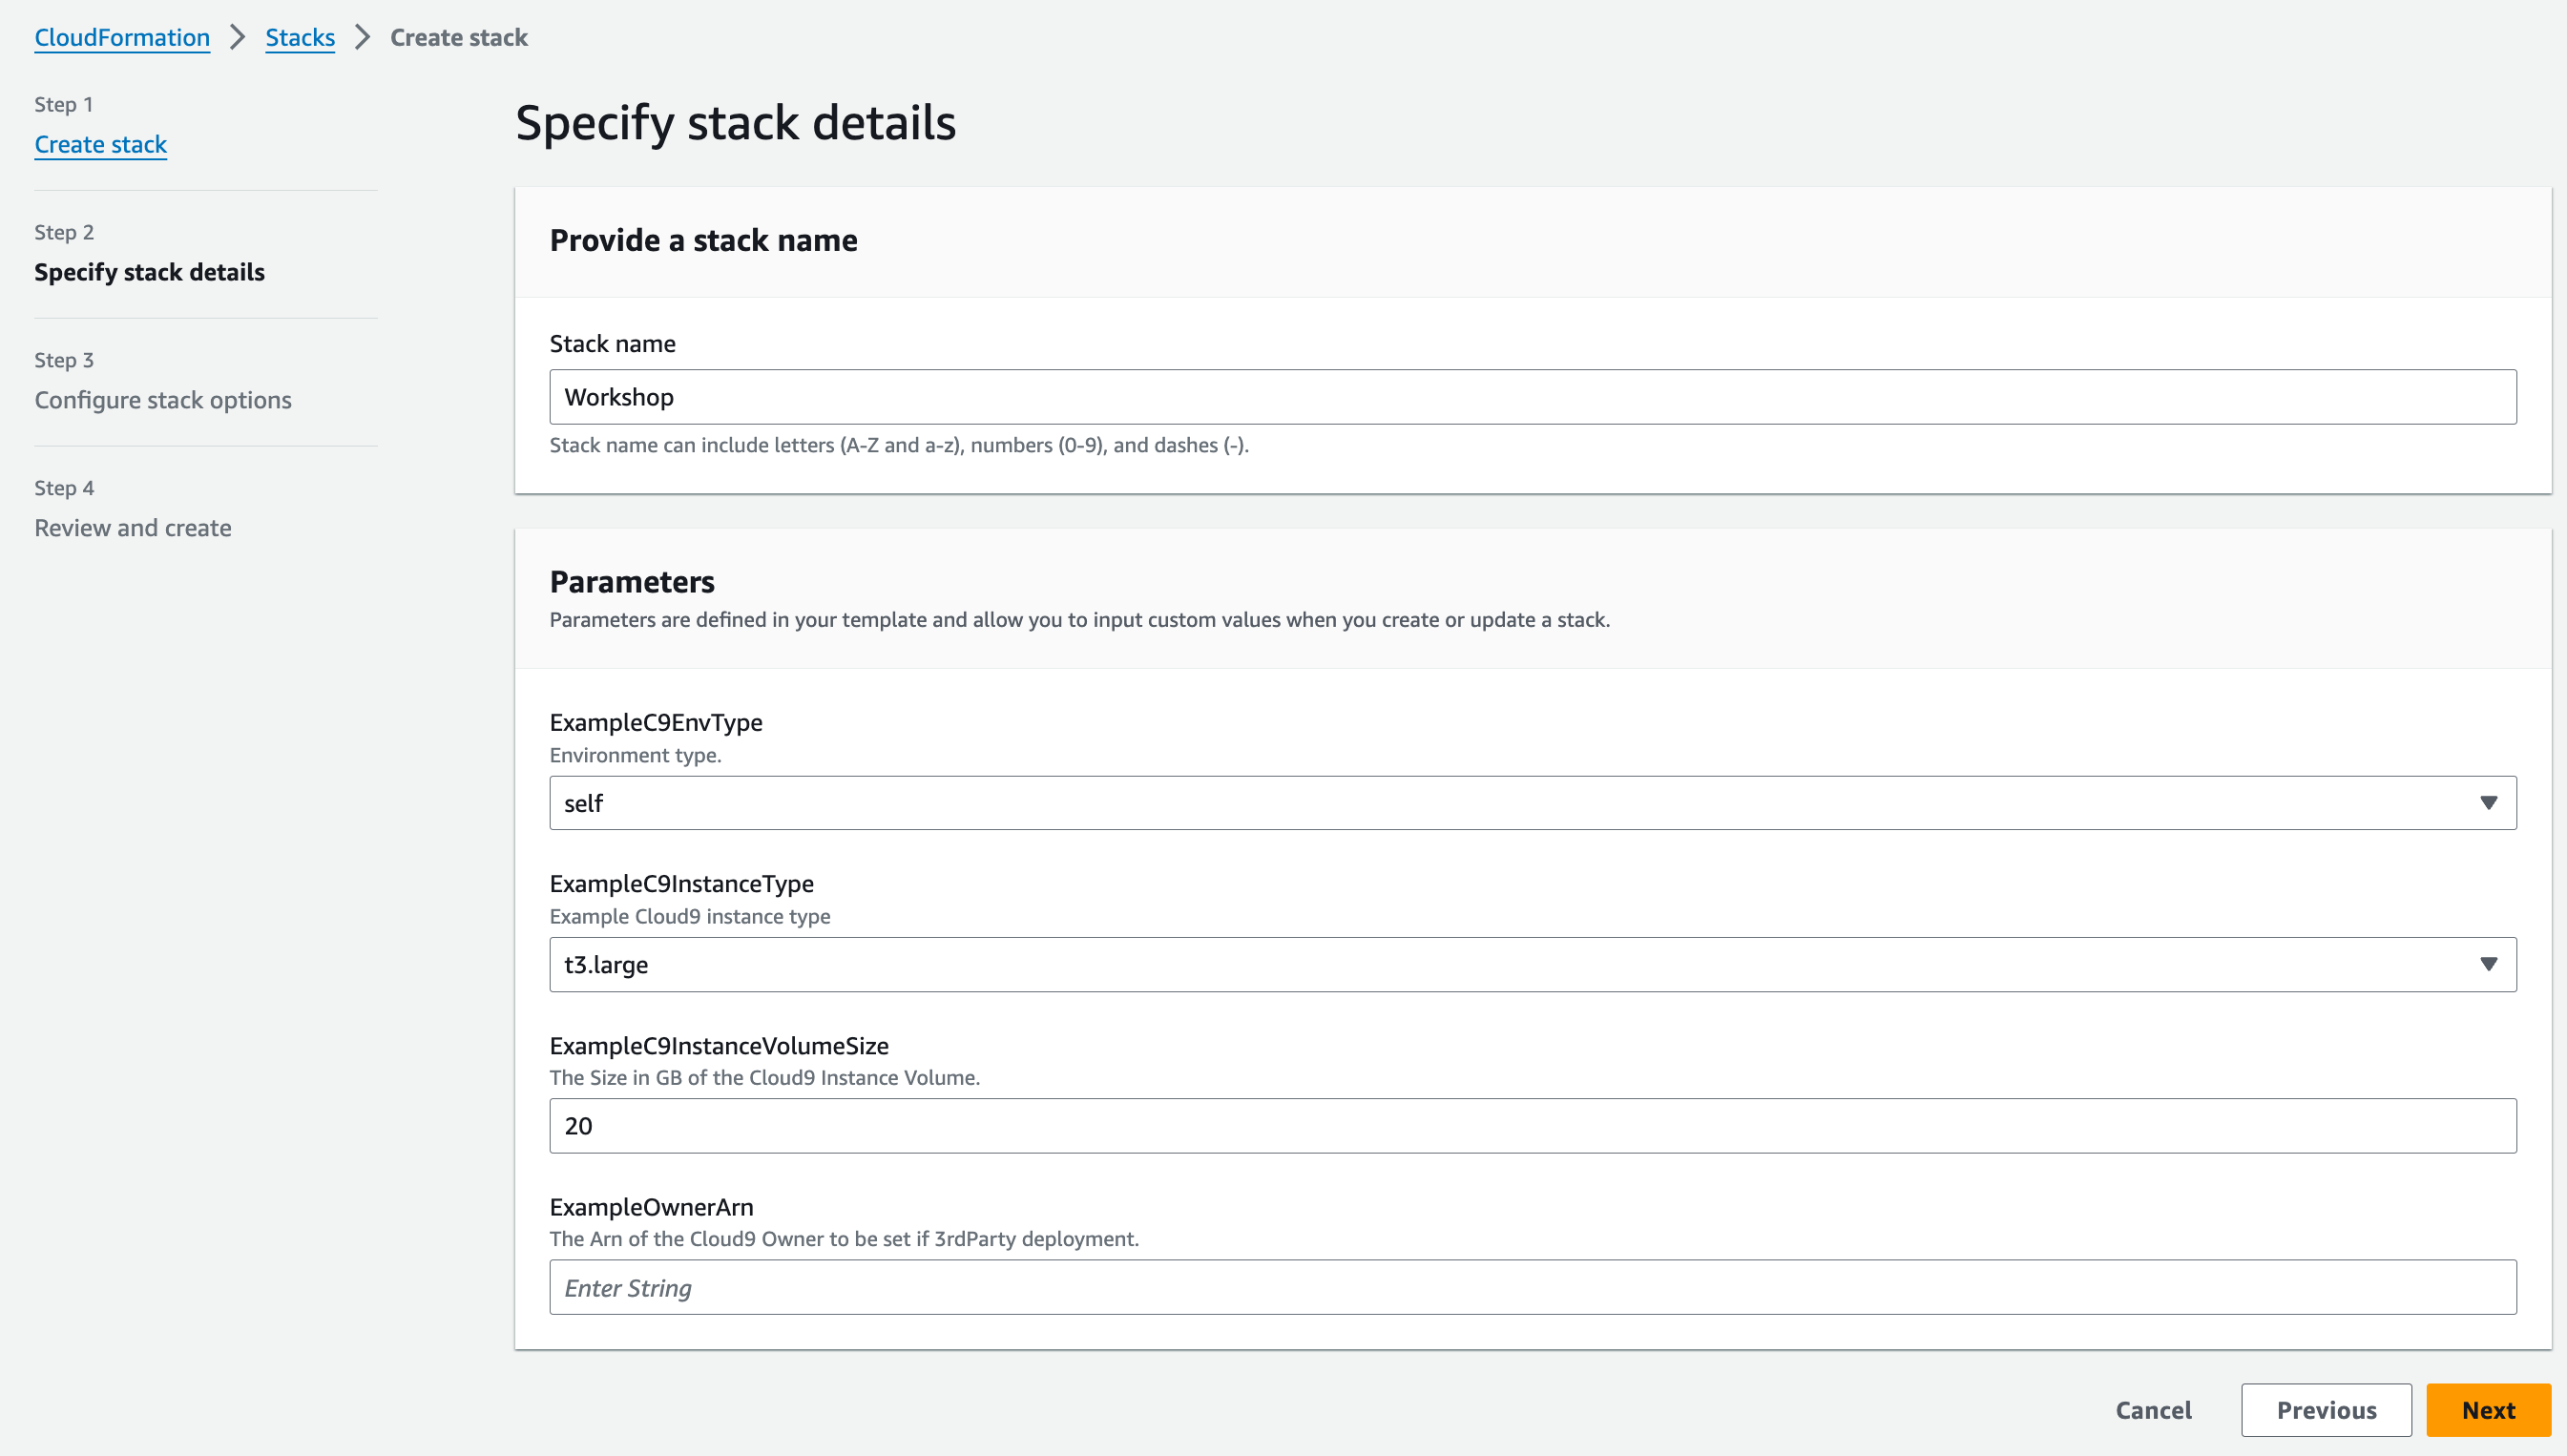 CloudFormation > Stacks > Create stack
Step 1
Create stack
Step 2
Specify stack details
Step 3
Configure stack options
Step 4
Review and create
Specify stack details
Provide a stack name
Stack name
Workshop
Stack name can include letters (A-Z and a-z), numbers (0-9), and dashes (-).
Parameters
Parameters are defined in your template and allow you to input custom values when you create or update a stack.
ExampleC9EnvType
Environment type.
self
ExampleC9InstanceType
Example Cloud9 instance type
t3.large
ExampleC9InstanceVolumeSize
The Size in GB of the Cloud9 Instance Volume.
20
ExampleOwnerArn
The Arn of the Cloud9 Owner to be set if 3rdParty deployment.
Enter String
Cancel Previous Next